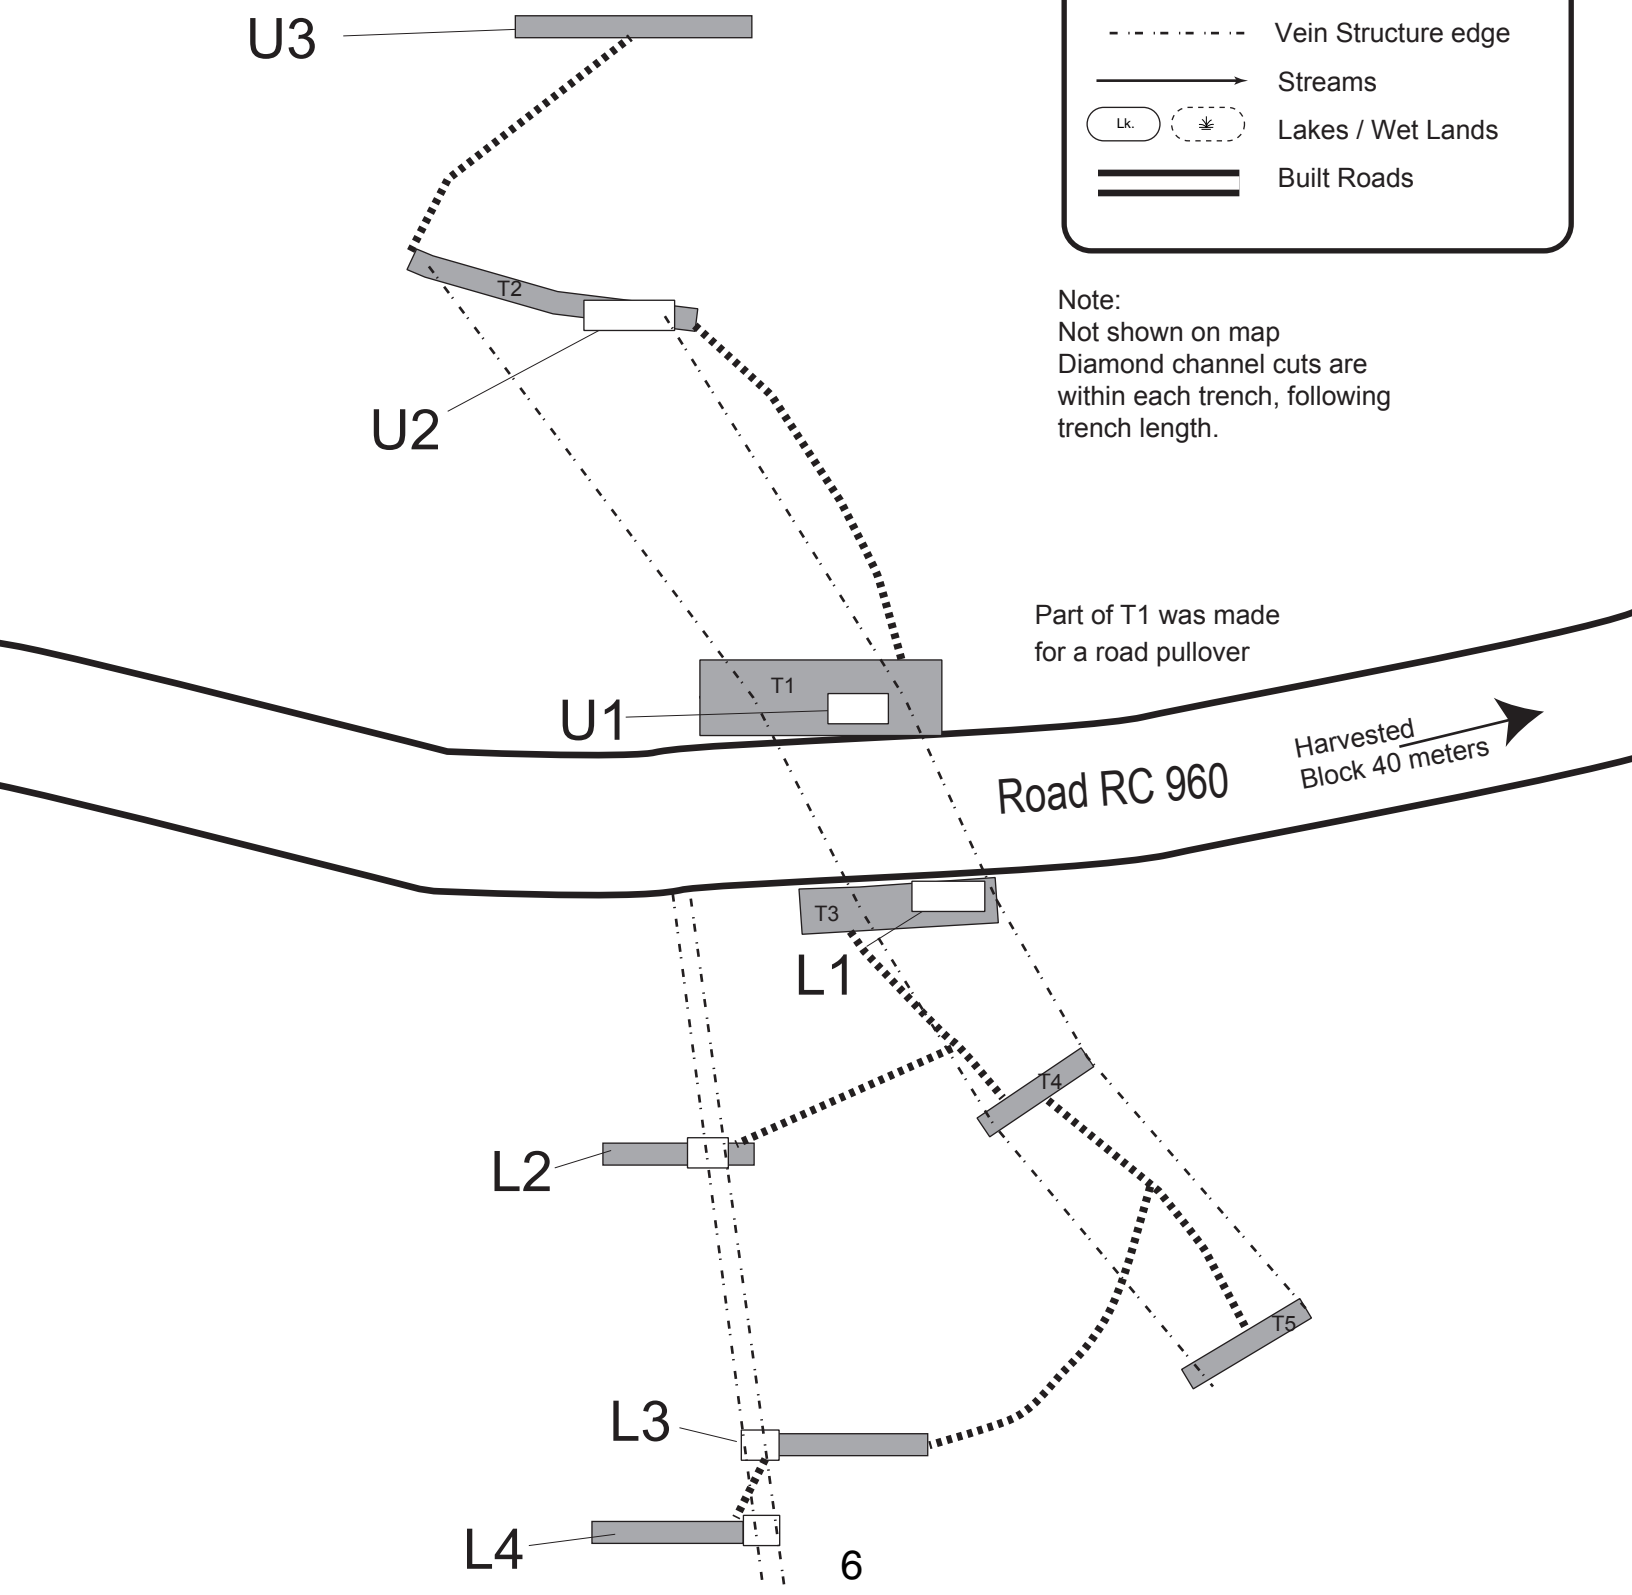 U3
Vein Structure edge
Streams
Lk.
Lakes / Wet Lands
Built Roads
T2
Note:
Not shown on map
Diamond channel cuts are
within each trench, following
trench length.
U2
Part of T1 was made
for a road pullover
T1
U1
Harvested
Block 40 meters
Road RC 960
T3
L1
T4
L2
T5
L3
L4
6